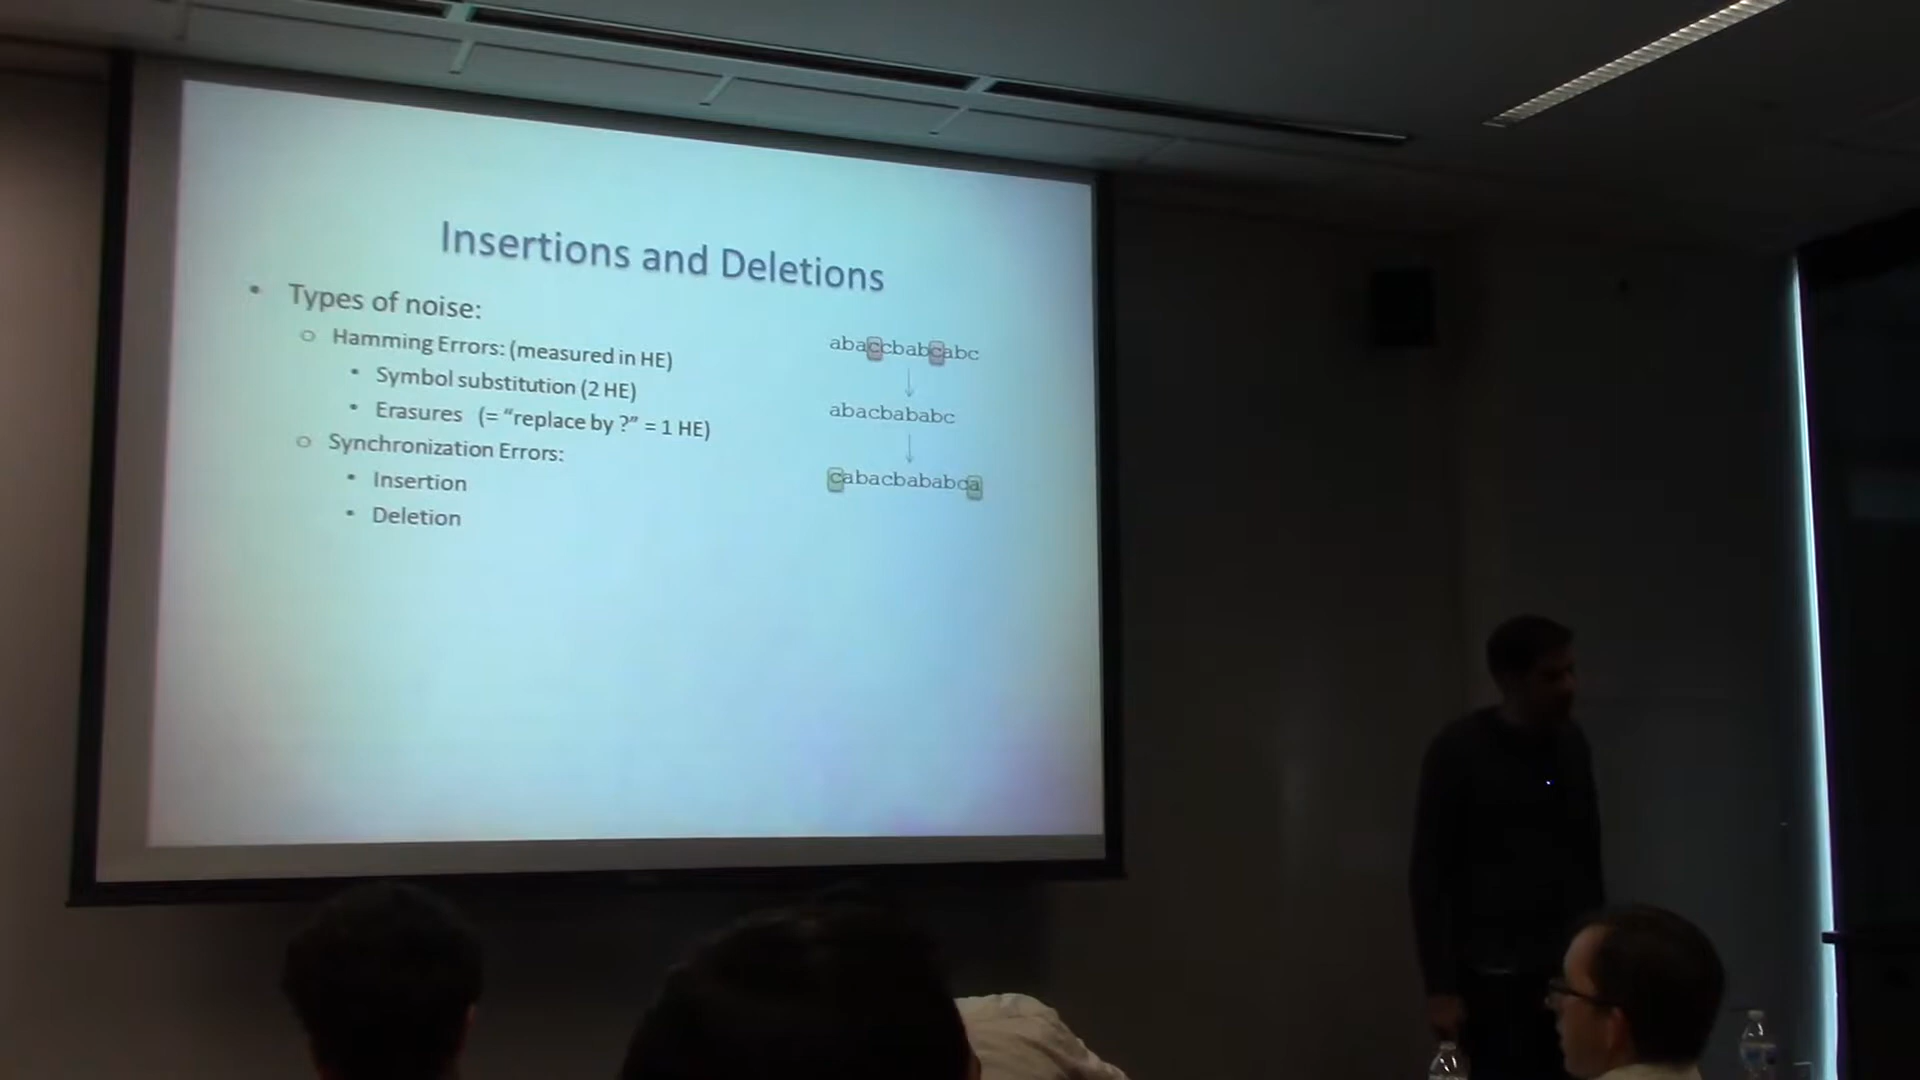 Insertions and Deletions
• Types of noise:
o Hamming Errors: (measured in HE)
• Symbol substitution (2 HE)
• Erasures (= “replace by ?” = 1 HE)
o Synchronization Errors:
• Insertion
• Deletion
abaccbabcabc
abacbababc
cabacbababca